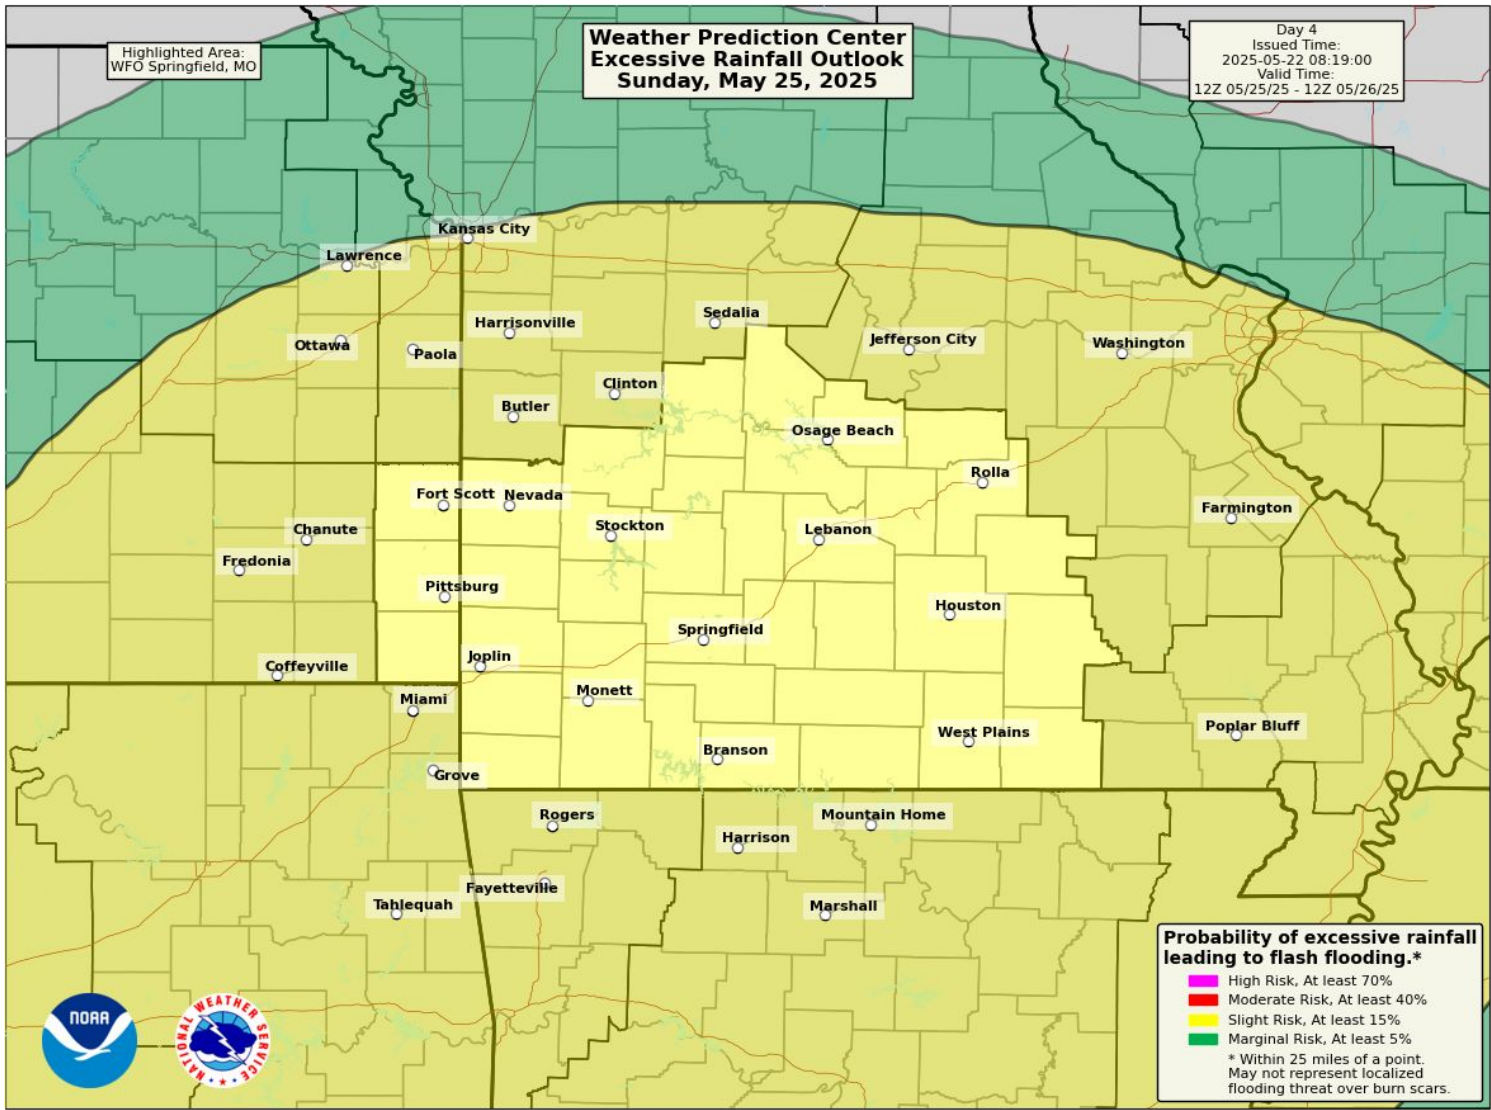 Highlighted Area:
WFO Springfield, MO
Weather Prediction Center
Excessive Rainfall Outlook
Sunday, May 25, 2025
Day 4
Issued Time:
2025-05-22 08:19:00
Valid Time:
12Z 05/25/25 - 12Z 05/26/25
Kansas City
Lawrence
Sedalia
Harrisonville
Jefferson City
Washington
Ottawa
Paola
Clinton
Butler
Osage Beach
Rolla
Fort Scott
Nevada
Farmington
Stockton
Chanute
Lebanon
Fredonia
Pittsburg
Houston
Springfield
Joplin
Coffeyville
Monett
Miami
Poplar Bluff
West Plains
Branson
Grove
Rogers
Mountain Home
Harrison
Fayetteville
Tahlequah
Marshall
Probability of excessive rainfall
leading to flash flooding.*
High Risk, At least 70%
Moderate Risk, At least 40%
Slight Risk, At least 15%
Marginal Risk, At least 5%
* Within 25 miles of a point.
May not represent localized
flooding threat over burn scars.
NOAA
NATIONAL WEATHER SERVICE